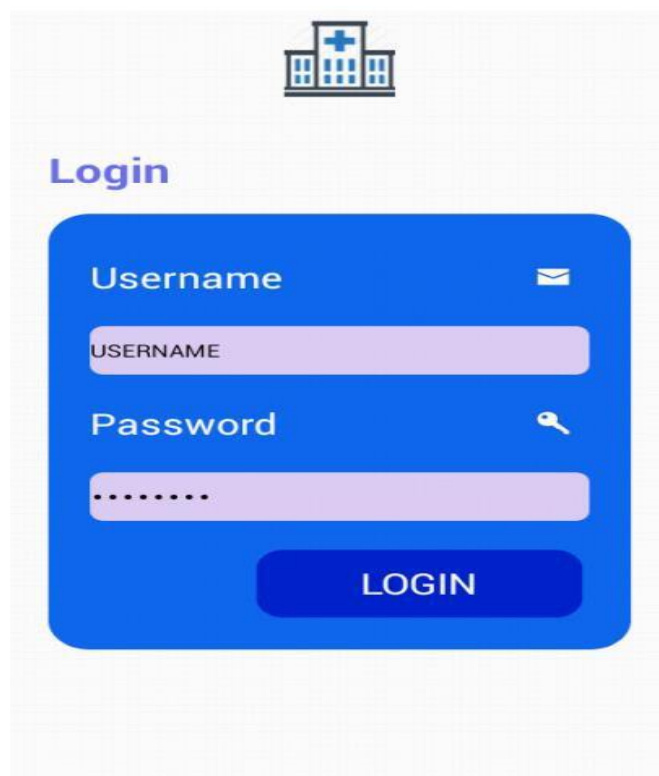 Login
Username
USERNAME
Password
••••••••
LOGIN